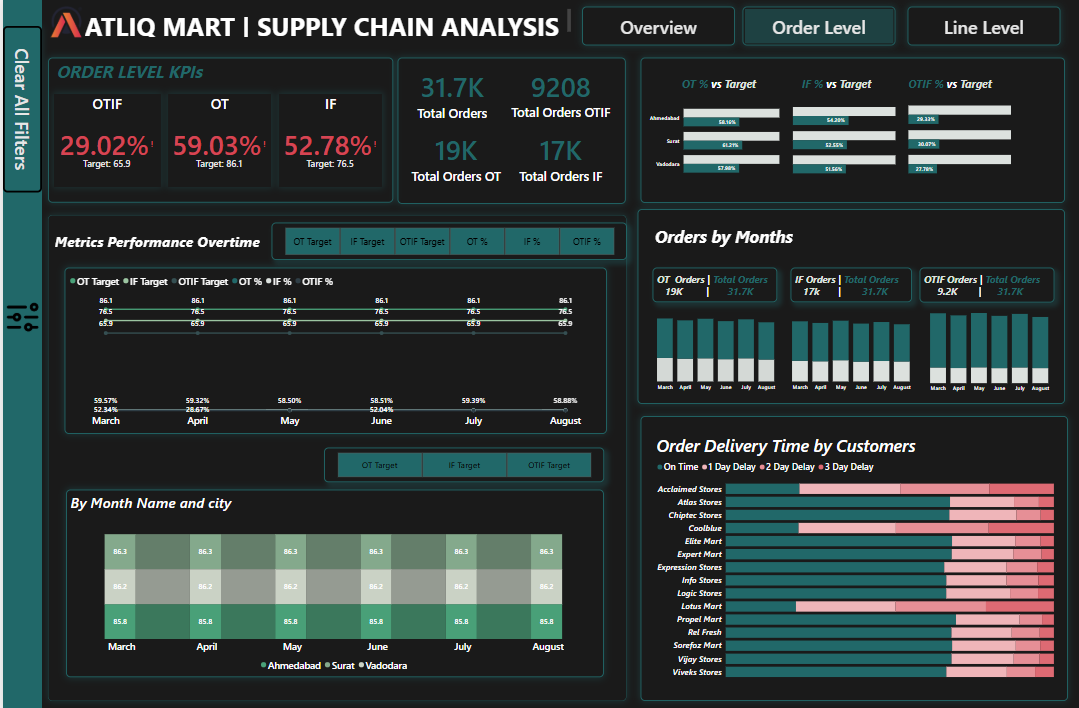 ATLIQ MART | SUPPLY CHAIN ANALYSIS
Overview
Order Level
Line Level
Clear All Filters
ORDER LEVEL KPIs
OTIF
OT
IF
29.02%!
59.03%!
52.78%!
Target: 65.9
Target: 86.1
Target: 76.5
31.7K
Total Orders
9208
Total Orders OTIF
19K
Total Orders OT
17K
Total Orders IF
OT % vs Target
IF % vs Target
OTIF % vs Target
Ahmedabad
58.16%
54.20%
29.33%
Surat
61.21%
52.55%
30.07%
Vadodara
57.88%
51.56%
27.78%
Metrics Performance Overtime
OT Target
IF Target
OTIF Target
OT %
IF %
OTIF %
OT Target IF Target OTIF Target OT % IF % OTIF %
86.1 86.1 86.1 86.1 86.1 86.1
76.5 76.5 76.5 76.5 76.5 76.5
65.9 65.9 65.9 65.9 65.9 65.9
59.57% 59.32% 58.50% 58.51% 59.39% 58.88%
52.34% 28.67% 52.04%
March April May June July August
OT Target
IF Target
OTIF Target
By Month Name and city
86.3 86.3 86.3 86.3 86.3 86.3
86.2 86.2 86.2 86.2 86.2 86.2
85.8 85.8 85.8 85.8 85.8 85.8
March April May June July August
Ahmedabad Surat Vadodara
Orders by Months
OT Orders | Total Orders
19K | 31.7K
IF Orders | Total Orders
17k | 31.7K
OTIF Orders | Total Orders
9.2K | 31.7K
March April May June July August
March April May June July August
March April May June July August
Order Delivery Time by Customers
On Time 1 Day Delay 2 Day Delay 3 Day Delay
Acclaimed Stores
Atlas Stores
Chiptec Stores
Coolblue
Elite Mart
Expert Mart
Expression Stores
Info Stores
Logic Stores
Lotus Mart
Propel Mart
Rel Fresh
Sorefoz Mart
Vijay Stores
Viveks Stores